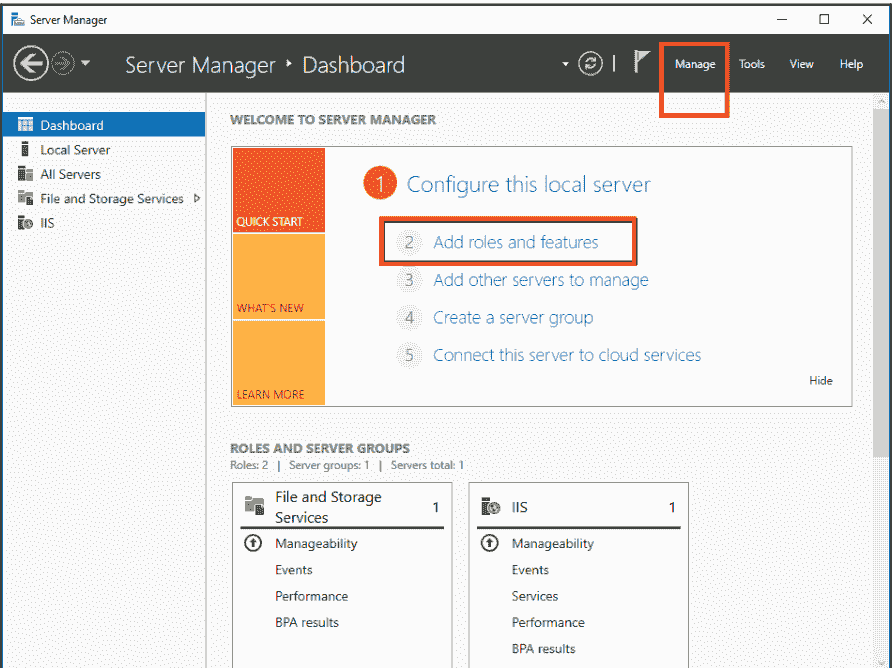 Server Manager
Server Manager • Dashboard
Manage Tools View Help
Dashboard
Local Server
All Servers
File and Storage Services
IIS
WELCOME TO SERVER MANAGER
QUICK START
WHAT'S NEW
LEARN MORE
1 Configure this local server
2 Add roles and features
3 Add other servers to manage
4 Create a server group
5 Connect this server to cloud services
Hide
ROLES AND SERVER GROUPS
Roles: 2 | Server groups: 1 | Servers total: 1
File and Storage
Services 1
Manageability
Events
Performance
BPA results
IIS 1
Manageability
Events
Services
Performance
BPA results